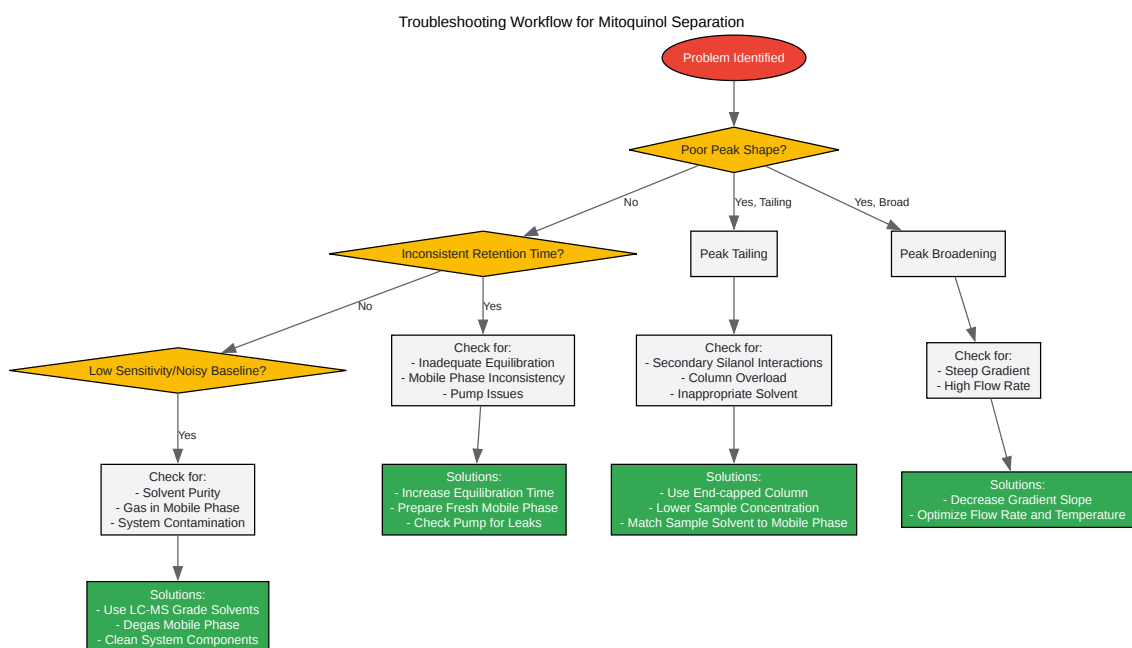 Troubleshooting Workflow for Mitoquinol Separation
Problem Identified
Poor Peak Shape?
No
Yes, Tailing
Yes, Broad
Inconsistent Retention Time?
Peak Tailing
Peak Broadening
No
Yes
Low Sensitivity/Noisy Baseline?
Check for:
- Inadequate Equilibration
- Mobile Phase Inconsistency
- Pump Issues
Check for:
- Secondary Silanol Interactions
- Column Overload
- Inappropriate Solvent
Check for:
- Steep Gradient
- High Flow Rate
Yes
Check for:
- Solvent Purity
- Gas in Mobile Phase
- System Contamination
Solutions:
- Increase Equilibration Time
- Prepare Fresh Mobile Phase
- Check Pump for Leaks
Solutions:
- Use End-capped Column
- Lower Sample Concentration
- Match Sample Solvent to Mobile Phase
Solutions:
- Decrease Gradient Slope
- Optimize Flow Rate and Temperature
Solutions:
- Use LC-MS Grade Solvents
- Degas Mobile Phase
- Clean System Components